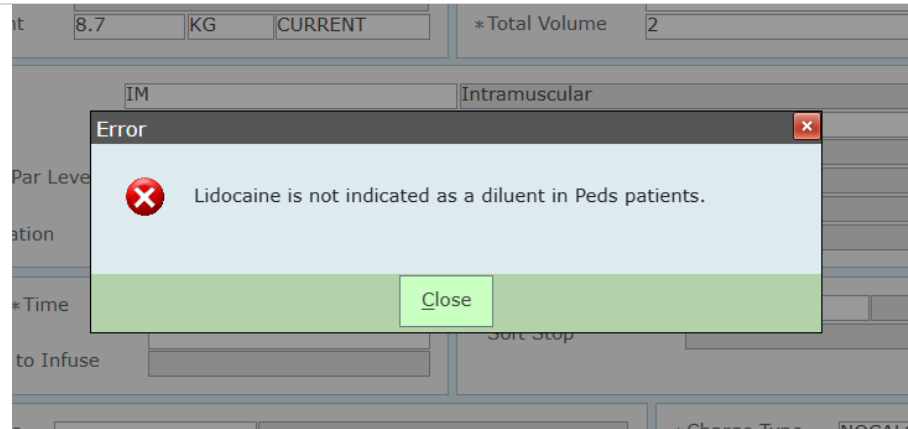 nt 8.7 KG CURRENT *Total Volume 2
IM Intramuscular
Error
Par Leve
Lidocaine is not indicated as a diluent in Peds patients.
ation
Close
*Time
Soft Stop
to Infuse